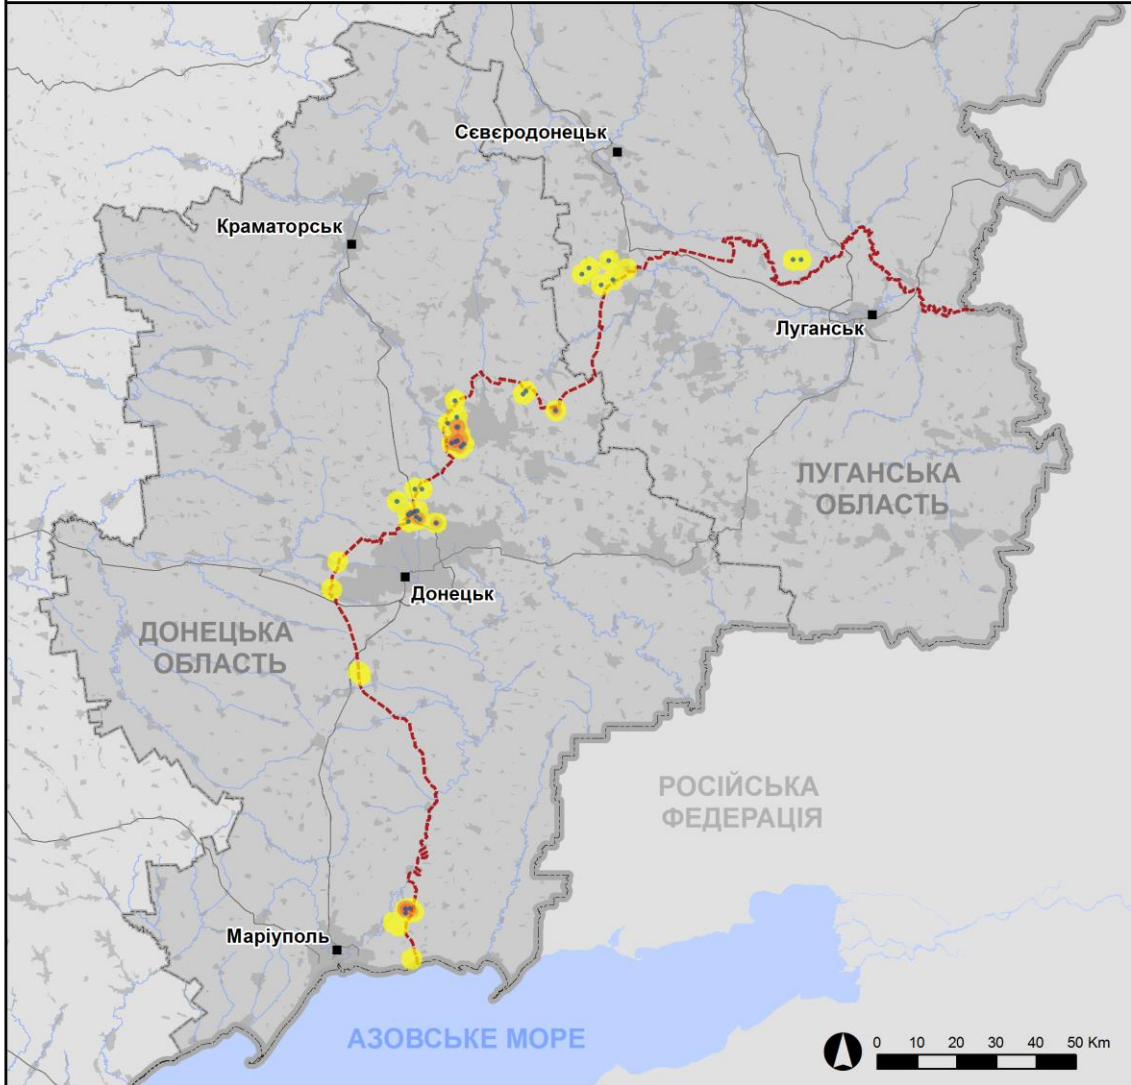 Сєвєродонецьк
Краматорськ
Луганськ
ЛУГАНСЬКА
ОБЛАСТЬ
Донецьк
ДОНЕЦЬКА
ОБЛАСТЬ
РОСІЙСЬКА
ФЕДЕРАЦІЯ
Маріуполь
АЗОВСЬКЕ МОРЕ
0 10 20 30 40 50 Km